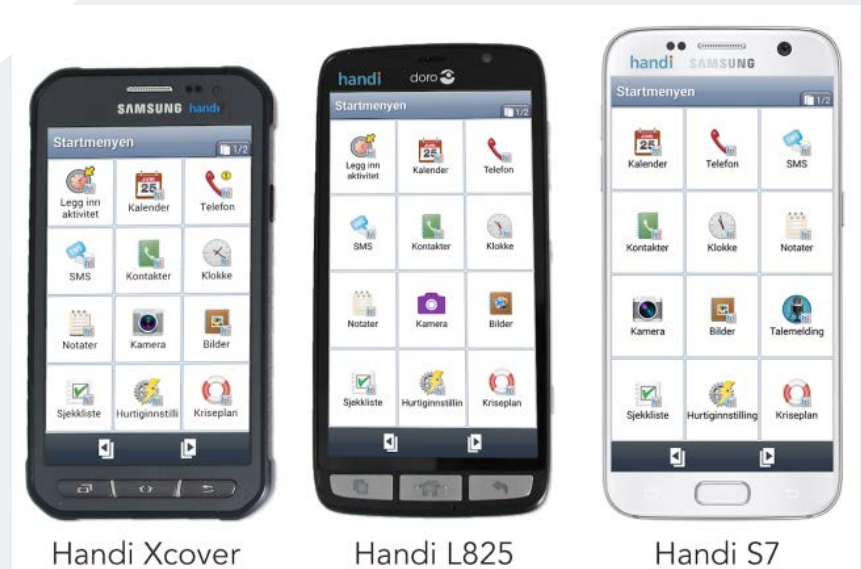 SAMSUNG handi
Startmenyen
1/2
Legg inn
aktivitet
Kalender
Telefon
SMS
Kontakter
Klokke
Notater
Kamera
Bilder
Sjekkliste
Hurtiginnstilli
Kriseplan
Handi Xcover
handi doro
Startmenyen
1/2
Legg inn
aktivitet
Kalender
Telefon
SMS
Kontakter
Klokke
Notater
Kamera
Bilder
Sjekkliste
Hurtiginnstillin
Kriseplan
Handi L825
handi SAMSUNG
Startmenyen
1/2
Kalender
Telefon
SMS
Kontakter
Klokke
Notater
Kamera
Bilder
Talemelding
Sjekkliste
Hurtiginnstilling
Kriseplan
Handi S7